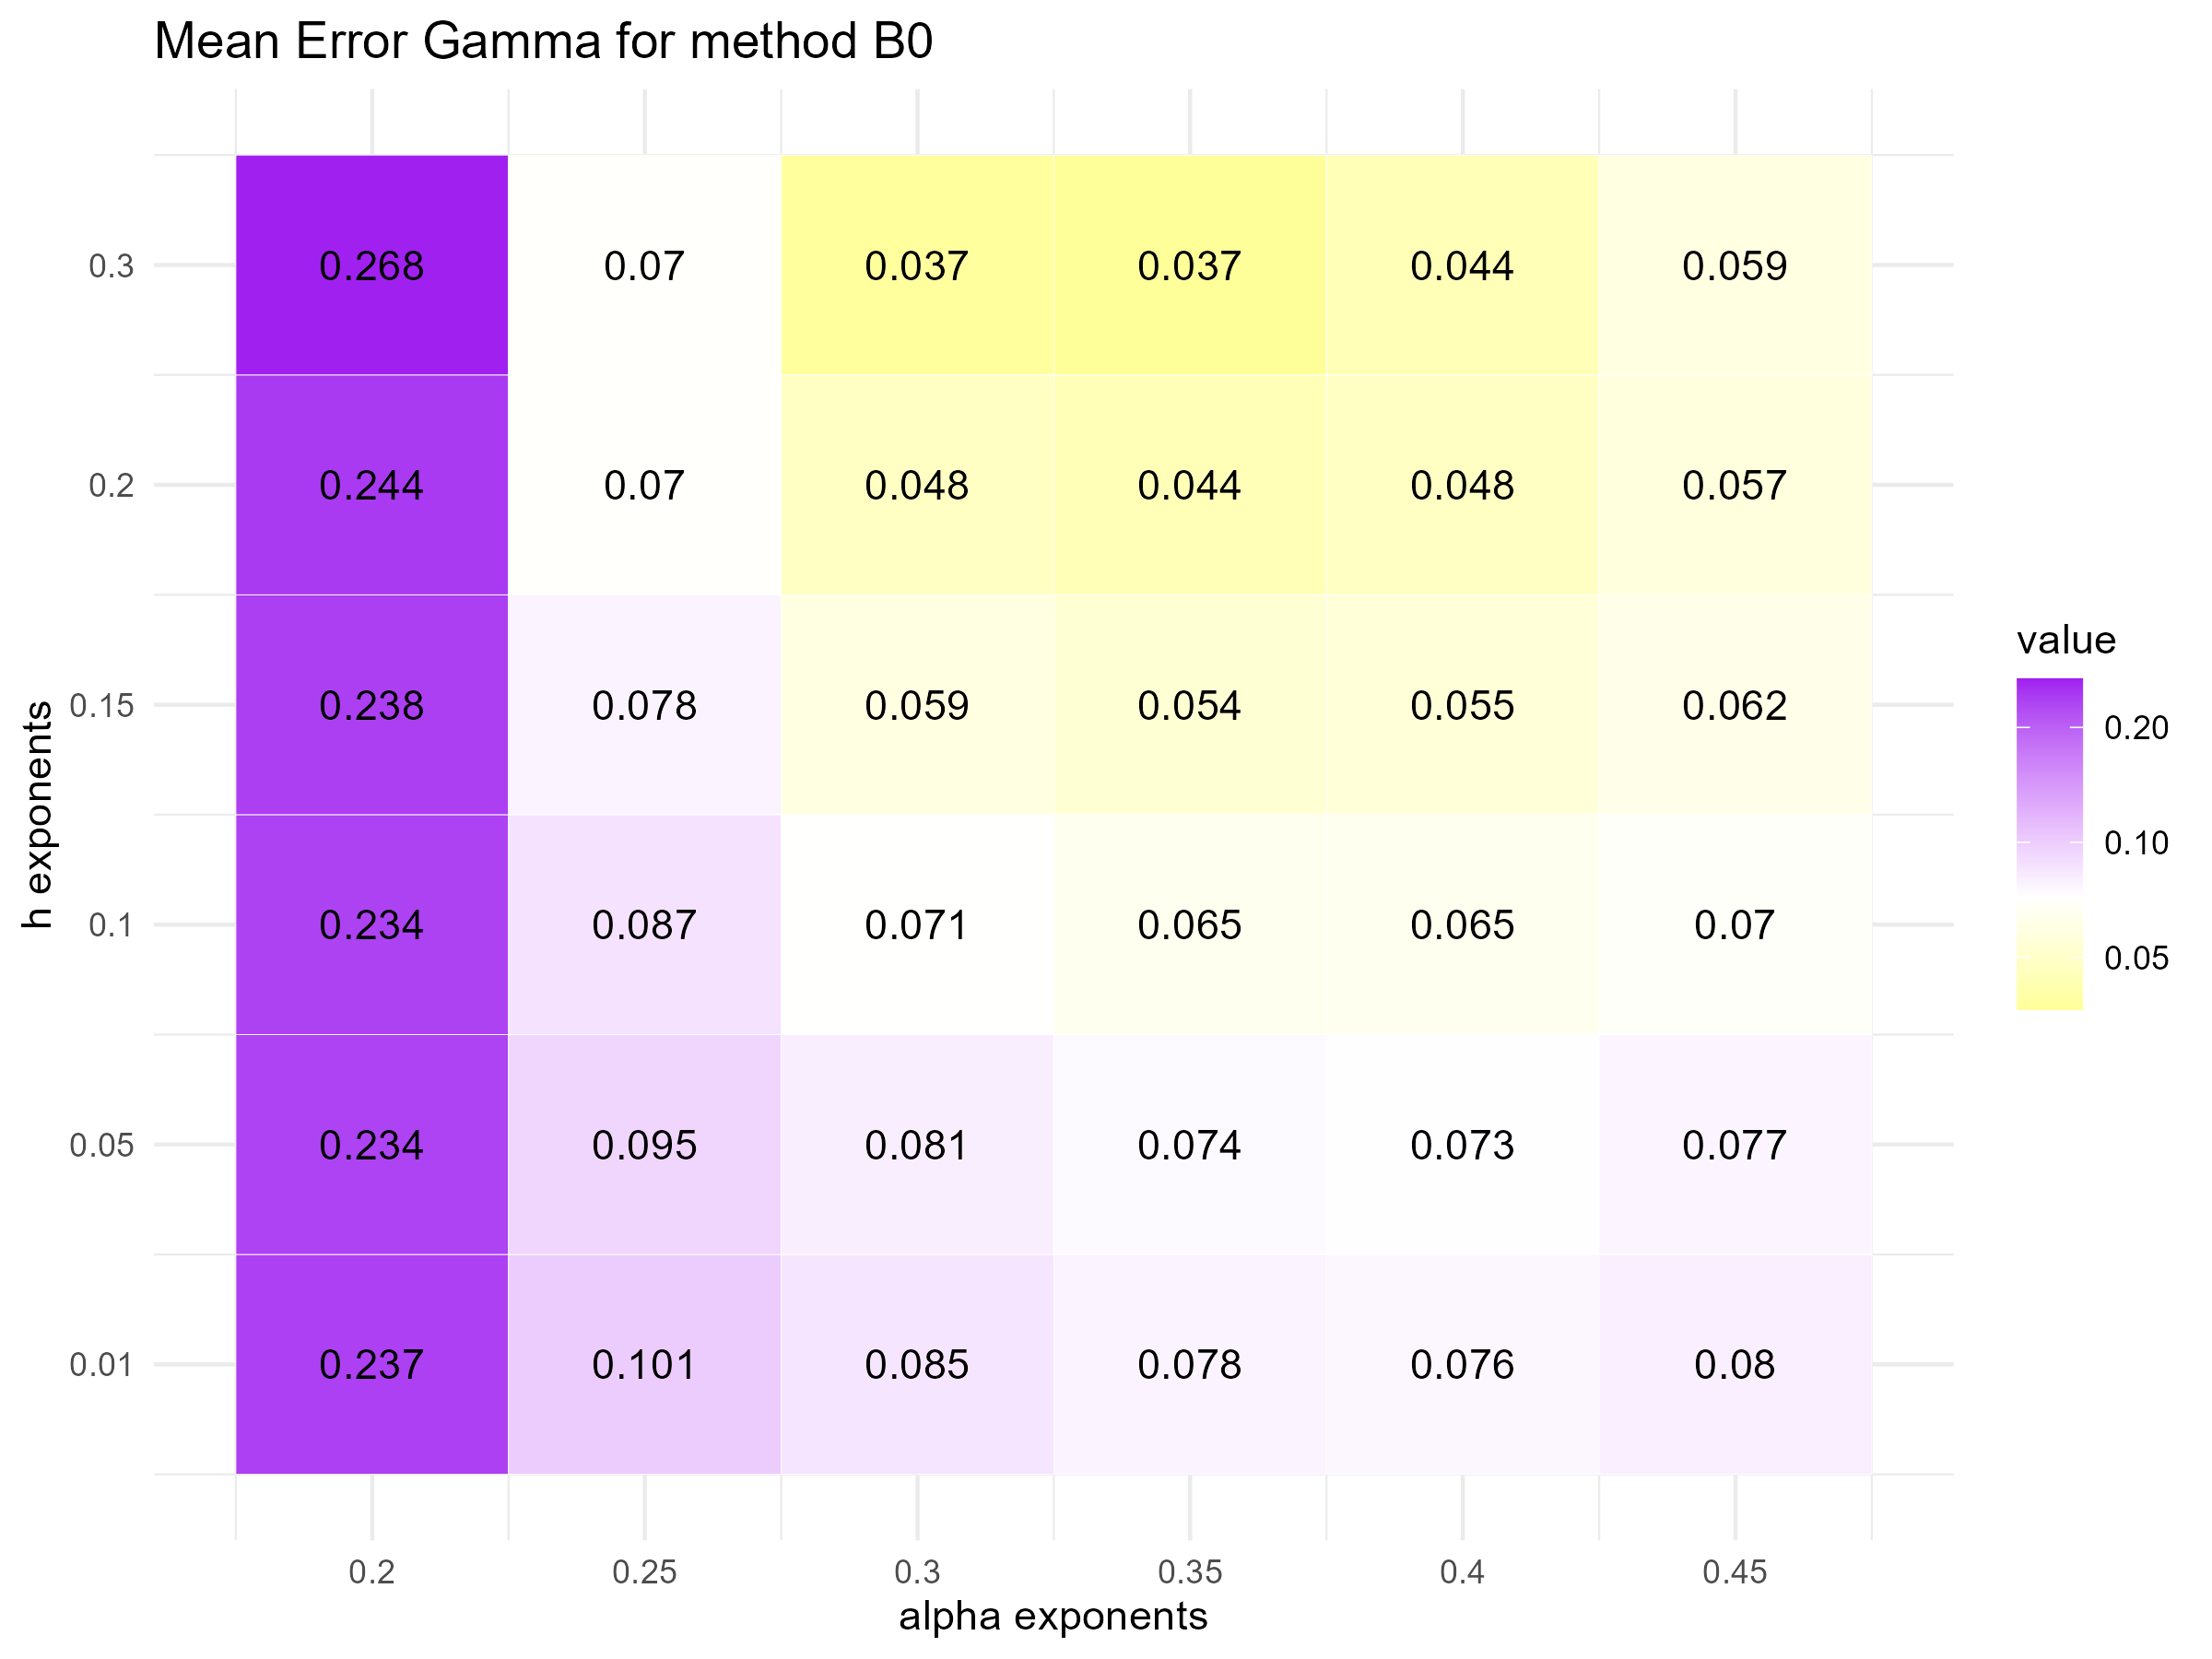 Mean Error Gamma for method B0
h exponents
0.3 0.268 0.07 0.037 0.037 0.044 0.059
0.2 0.244 0.07 0.048 0.044 0.048 0.057
0.15 0.238 0.078 0.059 0.054 0.055 0.062
0.1 0.234 0.087 0.071 0.065 0.065 0.07
0.05 0.234 0.095 0.081 0.074 0.073 0.077
0.01 0.237 0.101 0.085 0.078 0.076 0.08
0.2 0.25 0.3 0.35 0.4 0.45
alpha exponents
value
0.20
0.10
0.05